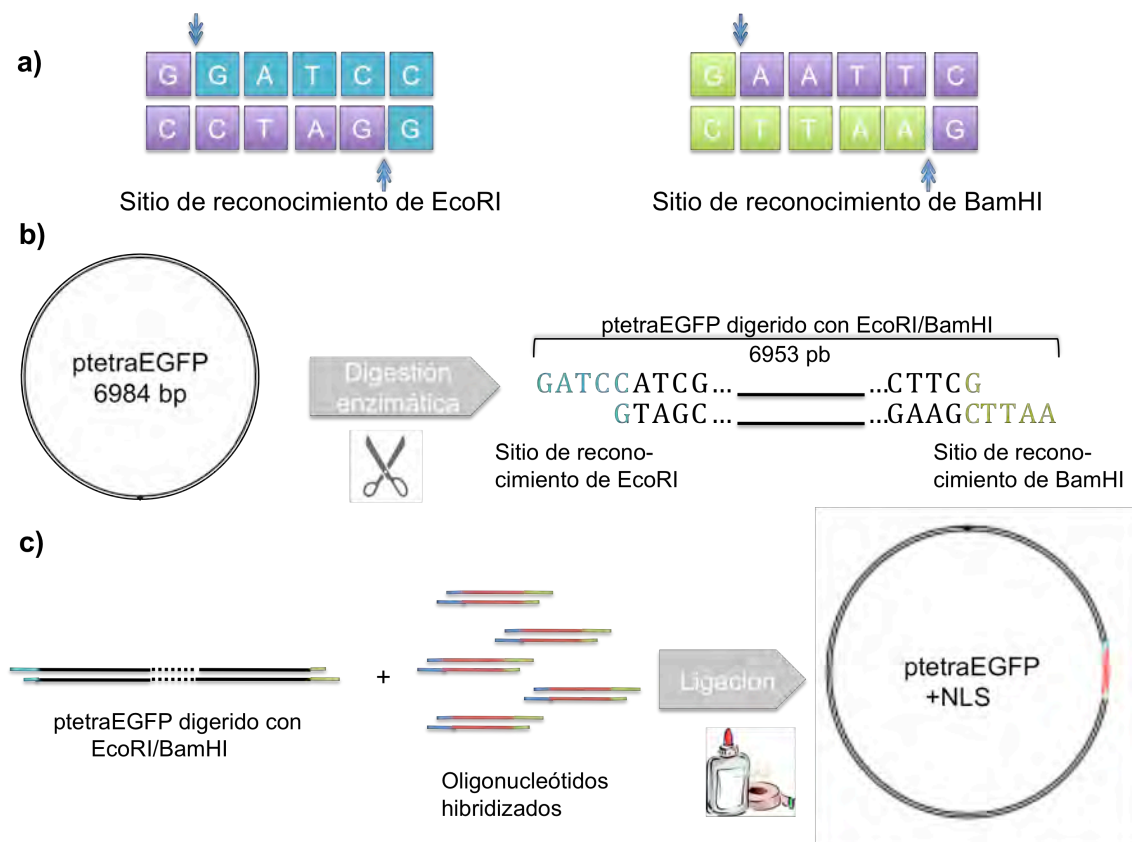 a)
G G A T C C
C C T A G G
Sitio de reconocimiento de EcoRI
G A A T T C
C T T A A G
Sitio de reconocimiento de BamHI
b)
ptetraEGFP
6984 bp
Digestión
enzimática
ptetraEGFP digerido con EcoRI/BamHI
6953 pb
GATCCATCG... ...CTTCG
GTAGC... ...GAAGCTTAA
Sitio de recono-
cimiento de EcoRI
Sitio de recono-
cimiento de BamHI
c)
ptetraEGFP digerido con
EcoRI/BamHI
+
Oligonucleótidos
hibridizados
Ligacion
ptetraEGFP
+NLS